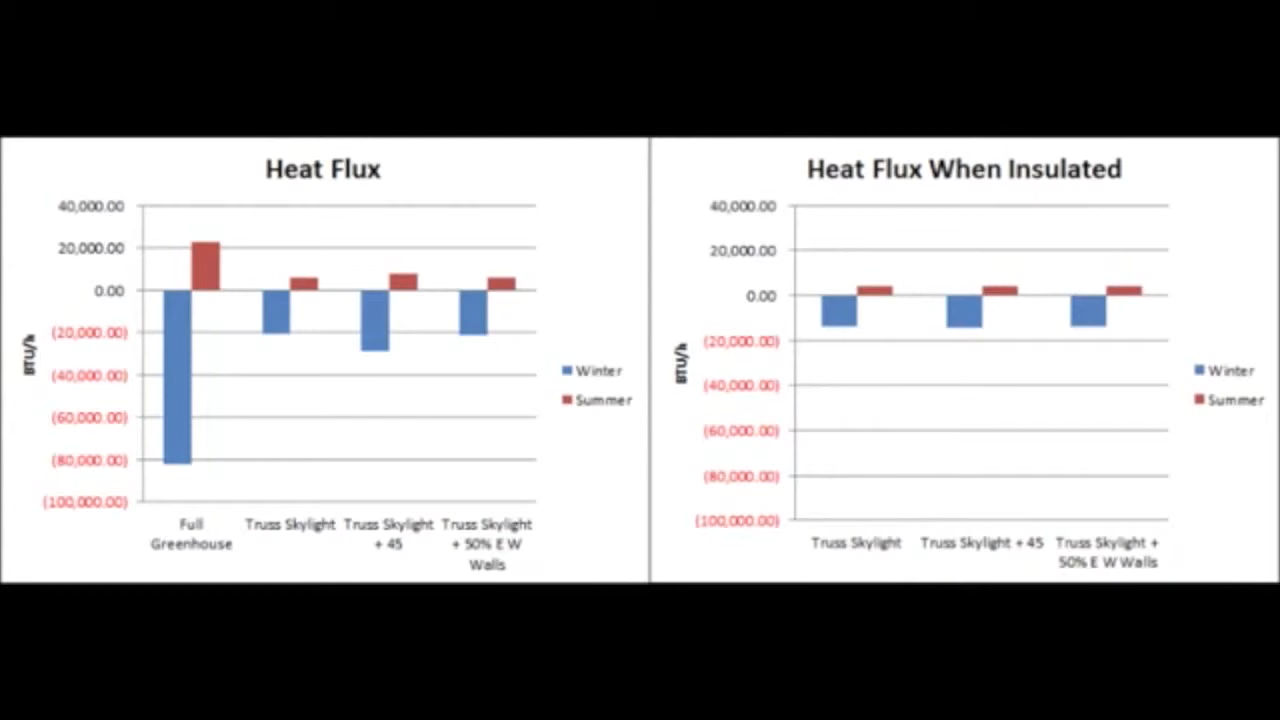 Heat Flux
40,000.00
20,000.00
0.00
(20,000.00)
(40,000.00)
(60,000.00)
(80,000.00)
(100,000.00)
BTU/h
Full
Greenhouse
Truss Skylight
Truss Skylight
+ 45
Truss Skylight
+ 50% E W
Walls
Winter
Summer
Heat Flux When Insulated
40,000.00
20,000.00
0.00
(20,000.00)
(40,000.00)
(60,000.00)
(80,000.00)
(100,000.00)
BTU/h
Truss Skylight
Truss Skylight + 45
Truss Skylight +
50% E W Walls
Winter
Summer